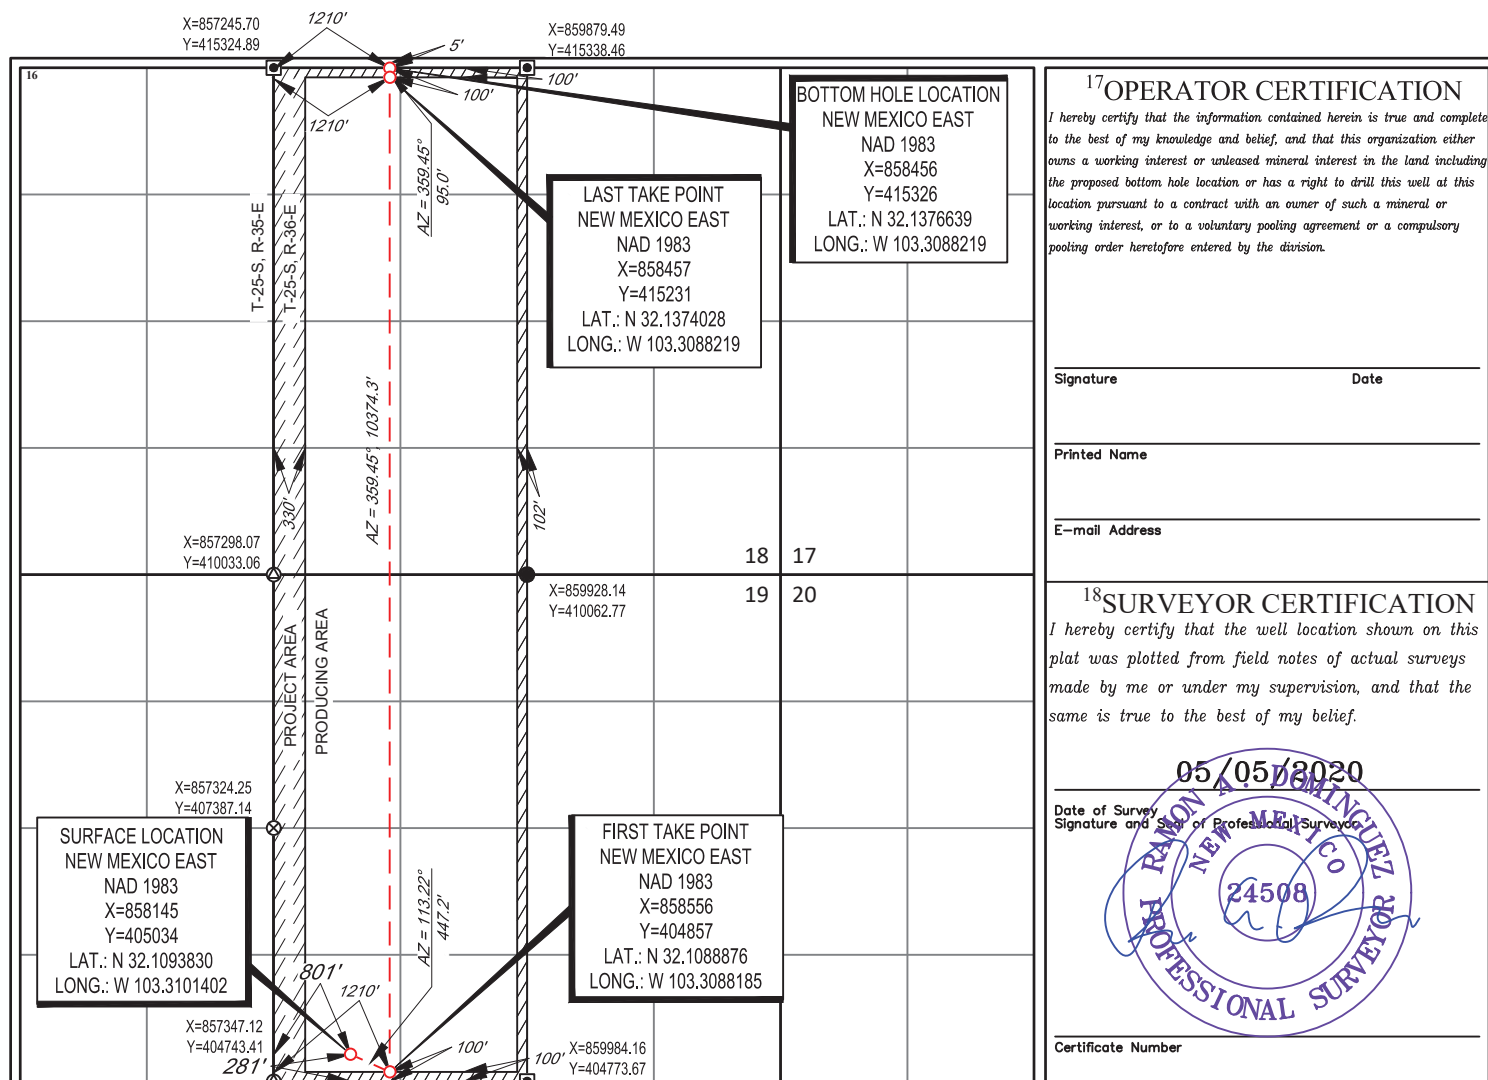 X=857245.70
Y=415324.89
1210'
5'
X=859879.49
Y=415338.46
16
100'
100'
1210'
AZ = 359.45°
95.0'
T-25-S, R-35-E
T-25-S, R-36-E
BOTTOM HOLE LOCATION
NEW MEXICO EAST
NAD 1983
X=858456
Y=415326
LAT.: N 32.1376639
LONG.: W 103.3088219
LAST TAKE POINT
NEW MEXICO EAST
NAD 1983
X=858457
Y=415231
LAT.: N 32.1374028
LONG.: W 103.3088219
AZ = 359.45°, 10374.3'
330'
102'
X=857298.07
Y=410033.06
18 17
19 20
X=859928.14
Y=410062.77
PROJECT AREA
PRODUCING AREA
X=857324.25
Y=407387.14
SURFACE LOCATION
NEW MEXICO EAST
NAD 1983
X=858145
Y=405034
LAT.: N 32.1093830
LONG.: W 103.3101402
AZ = 113.22°
447.2'
FIRST TAKE POINT
NEW MEXICO EAST
NAD 1983
X=858556
Y=404857
LAT.: N 32.1088876
LONG.: W 103.3088185
801'
1210'
X=857347.12
Y=404743.41
281'
100'
100'
X=859984.16
Y=404773.67
17OPERATOR CERTIFICATION
I hereby certify that the information contained herein is true and complete
to the best of my knowledge and belief, and that this organization either
owns a working interest or unleased mineral interest in the land including
the proposed bottom hole location or has a right to drill this well at this
location pursuant to a contract with an owner of such a mineral or
working interest, or to a voluntary pooling agreement or a compulsory
pooling order heretofore entered by the division.
Signature Date
Printed Name
E-mail Address
18SURVEYOR CERTIFICATION
I hereby certify that the well location shown on this
plat was plotted from field notes of actual surveys
made by me or under my supervision, and that the
same is true to the best of my belief.
05/05/2020
Date of Survey
Signature and Seal of Professional Surveyor:
RAMON A. DOMINGUEZ
NEW MEXICO
24508
PROFESSIONAL SURVEYOR
Certificate Number